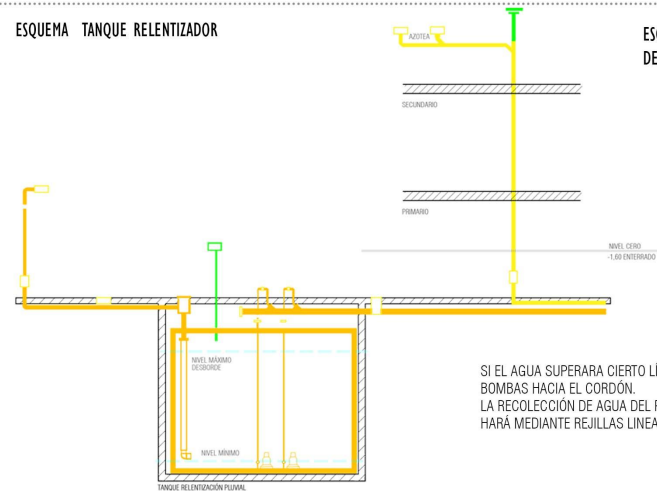 ESQUEMA TANQUE RELENTIZADOR
AZOTEA
SECUNDARIO
PRIMARIO
NIVEL CERO
-1,60 ENTERRADO
NIVEL MÁXIMO
DESBORDE
NIVEL MÍNIMO
TANQUE RELENTIZACIÓN PLUVIAL
SI EL AGUA SUPERARA CIERTO
BOMBAS HACIA EL CORDÓN.
LA RECOLECCIÓN DE AGUA DEL
HARÁ MEDIANTE REJILLAS